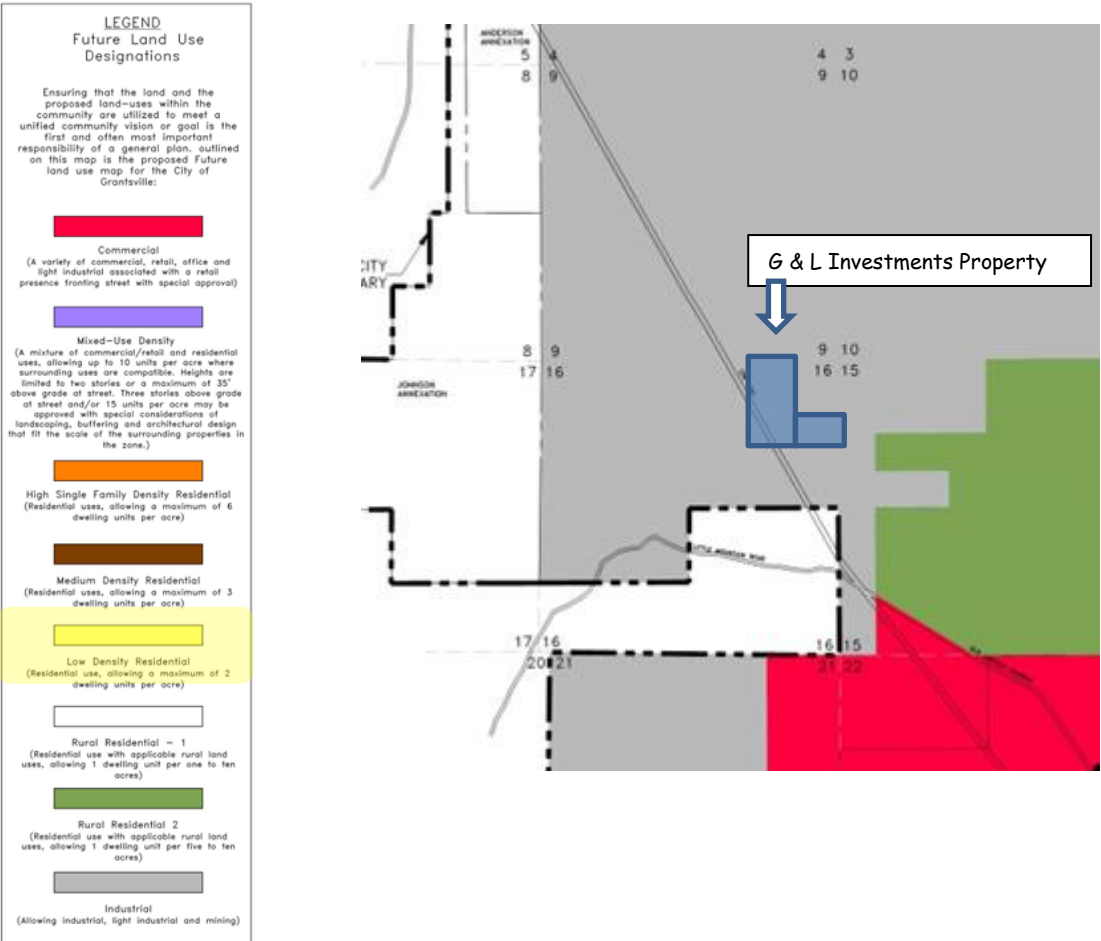 LEGEND
Future Land Use
Designations
Ensuring that the land and the
proposed land-uses within the
community are utilized to meet a
unified community vision or goal is the
first and often most important
responsibility of a general plan. outlined
on this map is the proposed Future
land use map for the City of
Grantsville:
Commercial
(A variety of commercial, retail, office and
light industrial associated with a retail
presence fronting street with special approval)
Mixed-Use Density
(A mixture of commercial/retail and residential
uses, allowing up to 10 units per acre where
surrounding uses are compatible. Heights are
limited to two stories or a maximum of 35'
above grade at street. Three stories above grade
at street and/or 15 units per acre may be
approved with special considerations of
landscaping, buffering and architectural design
that fit the scale of the surrounding properties in
the zone.)
High Single Family Density Residential
(Residential uses, allowing a maximum of 6
dwelling units per acre)
Medium Density Residential
(Residential uses, allowing a maximum of 3
dwelling units per acre)
Low Density Residential
(Residential use, allowing a maximum of 2
dwelling units per acre)
Rural Residential - 1
(Residential use with applicable rural land
uses, allowing 1 dwelling unit per one to ten
acres)
Rural Residential 2
(Residential use with applicable rural land
uses, allowing 1 dwelling unit per five to ten
acres)
Industrial
(Allowing industrial, light industrial and mining)
ANDERSON
ANNEXATION
5 4
8 9
4 3
9 10
G & L Investments Property
CITY
ARY
8 9
17 16
9 10
16 15
JOHNSON
ANNEXATION
LITTLE MOUNTAIN ROAD
17 16
20 21
16 15
21 22